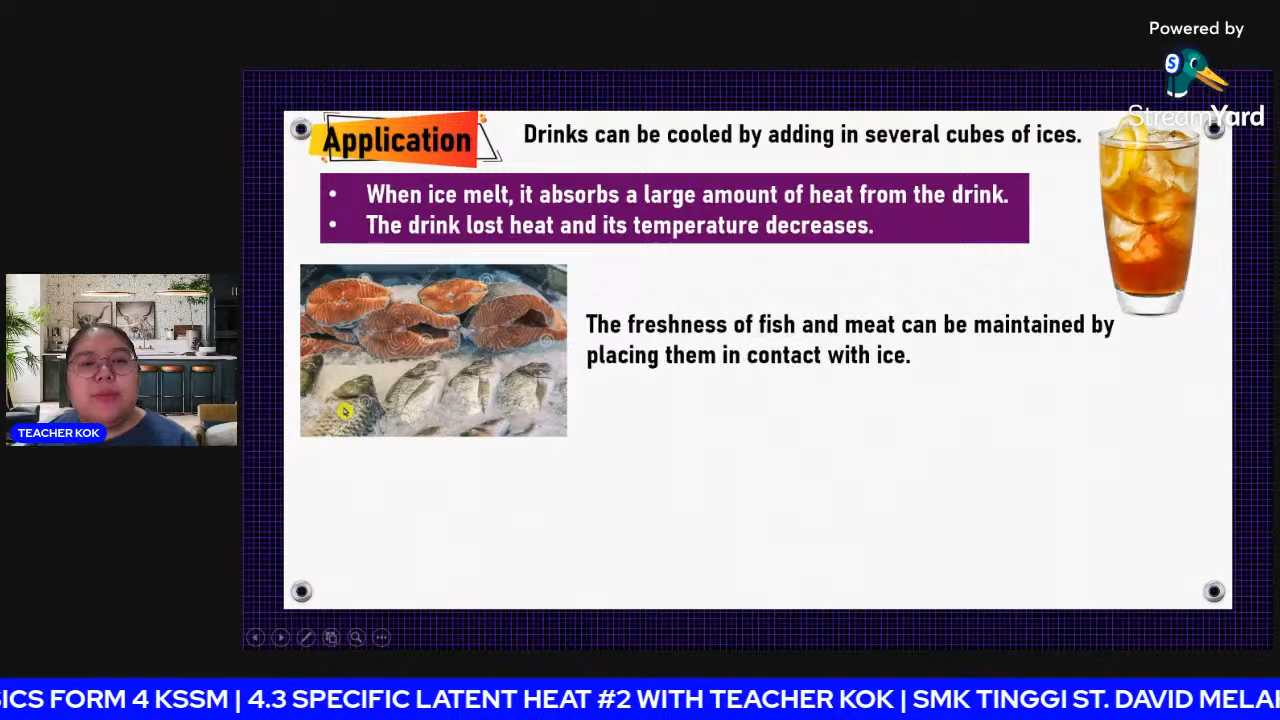 Powered by
S
StreamYard
Application
Drinks can be cooled by adding in several cubes of ices.
• When ice melt, it absorbs a large amount of heat from the drink.
• The drink lost heat and its temperature decreases.
The freshness of fish and meat can be maintained by
placing them in contact with ice.
TEACHER KOK
SICS FORM 4 KSSM | 4.3 SPECIFIC LATENT HEAT #2 WITH TEACHER KOK | SMK TINGGI ST. DAVID MELA